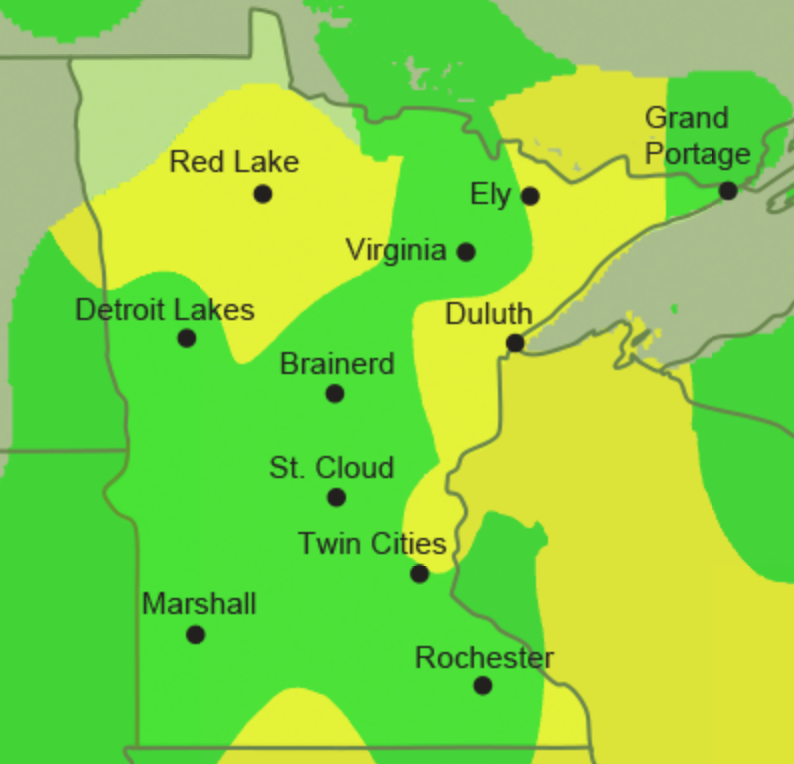 Grand
Portage
Red Lake
Ely
Virginia
Detroit Lakes
Duluth
Brainerd
St. Cloud
Twin Cities
Marshall
Rochester